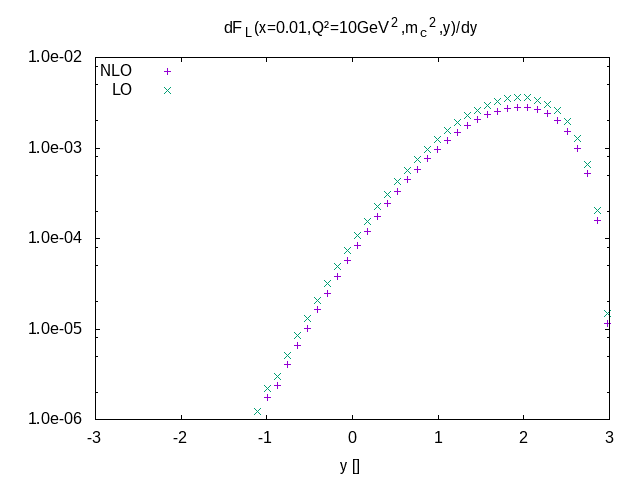 dF_L(x=0.01,Q²=10GeV²,m_c²,y)/dy
1.0e-02
NLO
LO
1.0e-03
1.0e-04
1.0e-05
1.0e-06
-3 -2 -1 0 1 2 3
y []